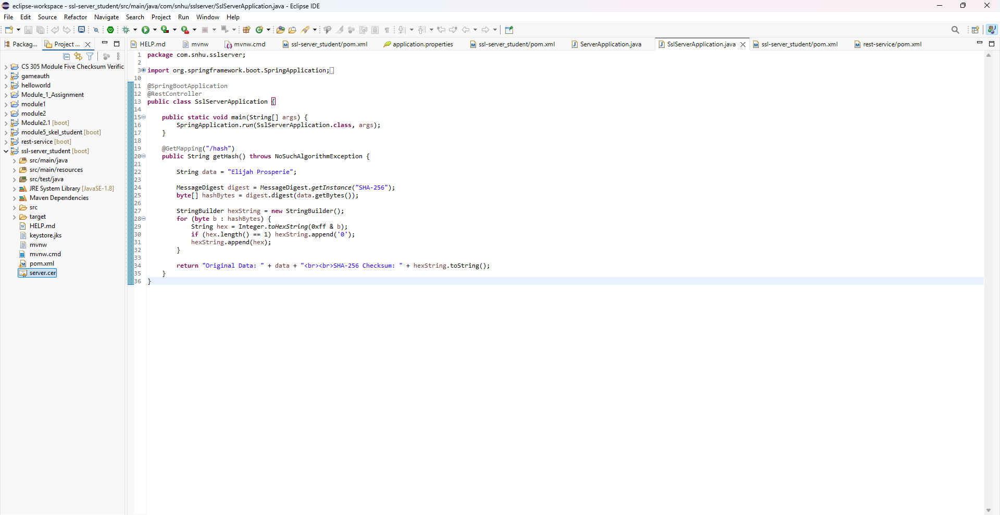 eclipse-workspace - ssl-server_student/src/main/java/com/snhu/sslserver/SslServerApplication.java - Eclipse IDE
File Edit Source Refactor Navigate Search Project Run Window Help
Packag... Project ...
HELP.md mvnw mvnw.cmd ssl-server_student/pom.xml application.properties ssl-server_student/pom.xml ServerApplication.java SslServerApplication.java ssl-server_student/pom.xml rest-service/pom.xml
CS 305 Module Five Checksum Verific
gameauth
helloworld
Module_1_Assignment
module1
module2
Module2.1 [boot]
module5_skel_student [boot]
rest-service [boot]
ssl-server_student [boot]
src/main/java
src/main/resources
src/test/java
JRE System Library [JavaSE-1.8]
Maven Dependencies
src
target
HELP.md
keystore.jks
mvnw
mvnw.cmd
pom.xml
server.cer
1 package com.snhu.sslserver;
2
3 import org.springframework.boot.SpringApplication;
10
11 @SpringBootApplication
12 @RestController
13 public class SslServerApplication {
14
15 public static void main(String[] args) {
16 SpringApplication.run(SslServerApplication.class, args);
17 }
18
19 @GetMapping("/hash")
20 public String getHash() throws NoSuchAlgorithmException {
21
22 String data = "Elijah Prosperie";
23
24 MessageDigest digest = MessageDigest.getInstance("SHA-256");
25 byte[] hashBytes = digest.digest(data.getBytes());
26
27 StringBuilder hexString = new StringBuilder();
28 for (byte b : hashBytes) {
29 String hex = Integer.toHexString(0xff & b);
30 if (hex.length() == 1) hexString.append('0');
31 hexString.append(hex);
32 }
33
34 return "Original Data: " + data + "<br><br>SHA-256 Checksum: " + hexString.toString();
35 }
36 }